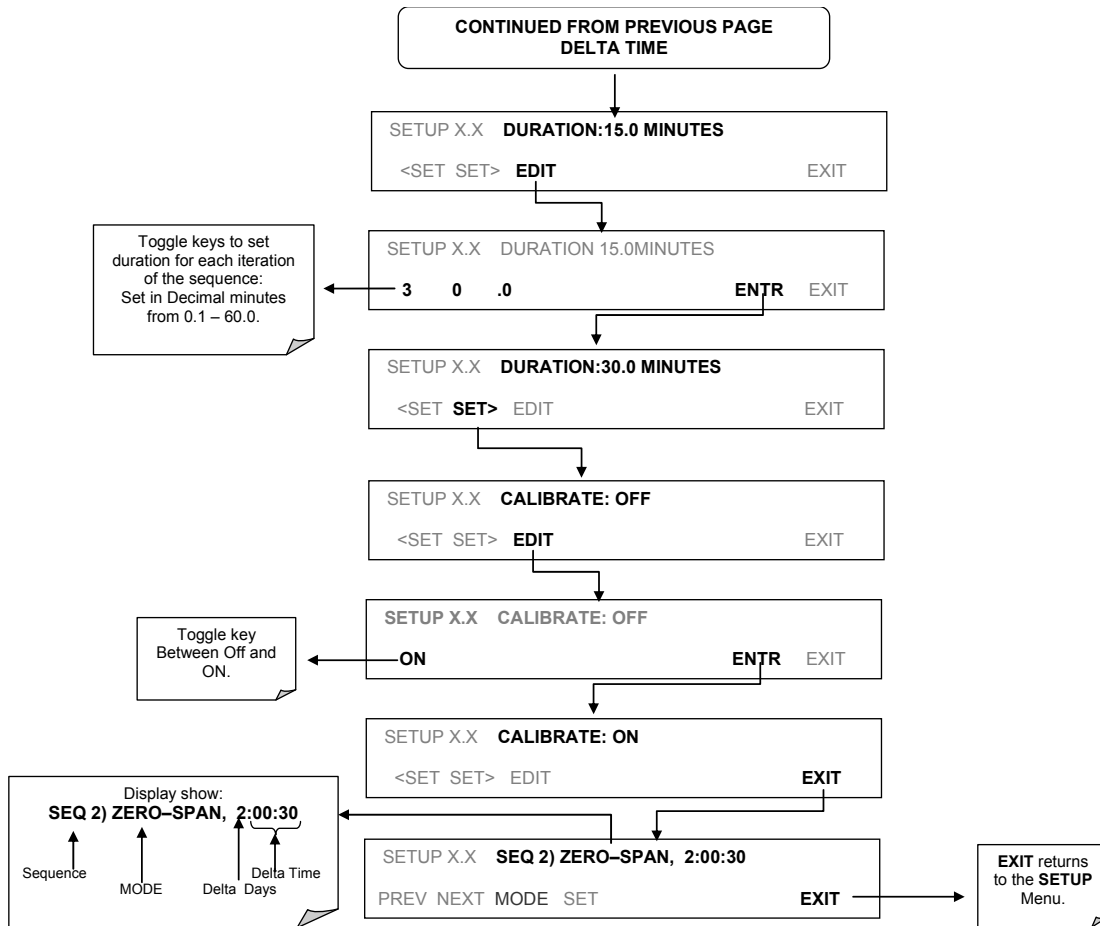 CONTINUED FROM PREVIOUS PAGE
DELTA TIME
SETUP X.X DURATION:15.0 MINUTES
<SET SET> EDIT EXIT
Toggle keys to set
duration for each iteration
of the sequence:
Set in Decimal minutes
from 0.1 – 60.0.
SETUP X.X DURATION 15.0MINUTES
3 0 .0 ENTR EXIT
SETUP X.X DURATION:30.0 MINUTES
<SET SET> EDIT EXIT
SETUP X.X CALIBRATE: OFF
<SET SET> EDIT EXIT
Toggle key
Between Off and
ON.
SETUP X.X CALIBRATE: OFF
ON ENTR EXIT
SETUP X.X CALIBRATE: ON
<SET SET> EDIT EXIT
Display show:
SEQ 2) ZERO–SPAN, 2:00:30
Sequence
MODE
Delta Days
Delta Time
SETUP X.X SEQ 2) ZERO–SPAN, 2:00:30
PREV NEXT MODE SET EXIT
EXIT returns
to the SETUP
Menu.